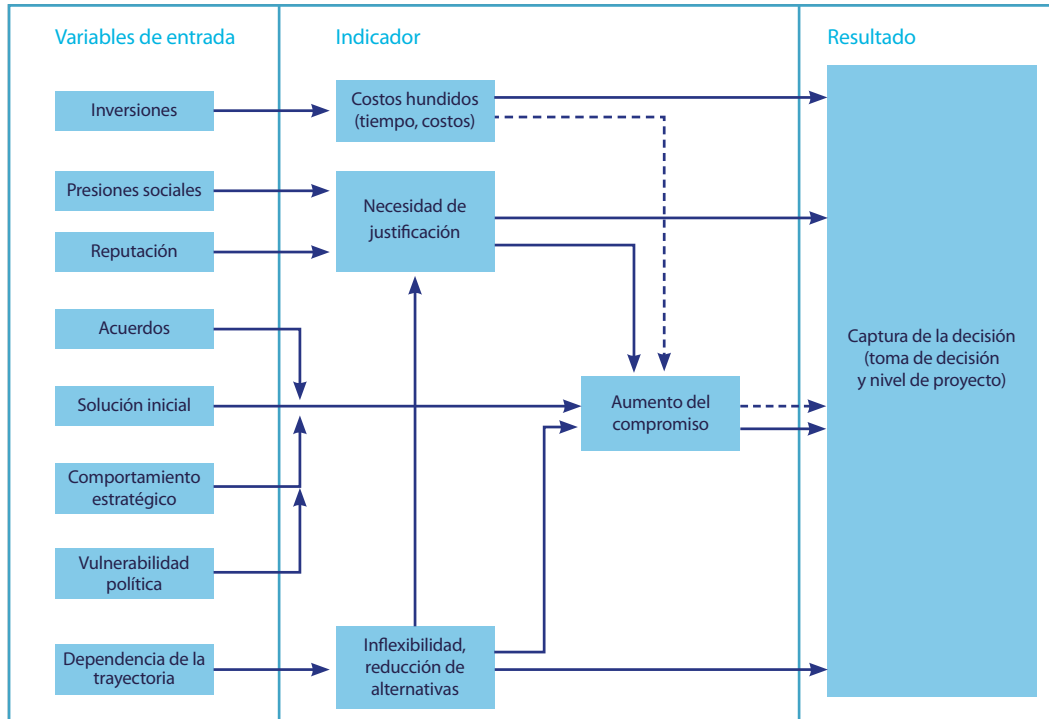 Variables de entrada
Indicador
Resultado
Inversiones
Costos hundidos
(tiempo, costos)
Presiones sociales
Necesidad de
justificación
Reputación
Acuerdos
Captura de la decisión
(toma de decisión
y nivel de proyecto)
Solución inicial
Aumento del
compromiso
Comportamiento
estratégico
Vulnerabilidad
política
Dependencia de la
trayectoria
Inflexibilidad,
reducción de
alternativas